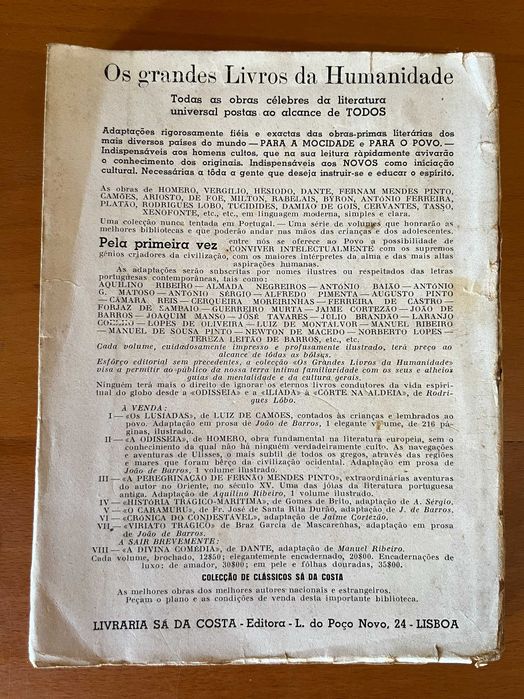 Os grandes Livros da Humanidade
Todas as obras célebres da literatura
universal postas ao alcance de TODOS
Adaptações rigorosamente fiéis e exactas das obras-primas literárias dos
mais diversos países do mundo — PARA A MOCIDADE e PARA O POVO. —
Indispensáveis aos homens cultos, que na sua leitura ràpidamente avivarão
o conhecimento dos originais. Indispensáveis aos NOVOS como iniciação
cultural. Necessárias a tôda a gente que deseja instruir-se e educar o espírito.
As obras de HOMERO, VERGILIO, HESIODO, DANTE, FERNAM MENDES PINTO,
CAMÕES, ARIOSTO, DE FOE, MILTON, RABELAIS, BYRON, ANTONIO FERREIRA,
PLATÃO, RODRIGUES LOBO, TUCIDIDES, DAMIÃO DE GOIS, CERVANTES, TASSO,
XENOFONTE, etc., etc., em linguagem moderna, simples e clara.
Uma colecção nunca tentada em Portugal. — Uma série de volumes que honrarão as
melhores bibliotecas e que poderão andar nas mãos das crianças e dos adolescentes.
Pela primeira vez entre nós se oferece ao Povo a possibilidade de
CONVIVER INTELECTUALMENTE com os supremos
génios criadores da civilização, com os maiores intérpretes da alma e das mais altas
aspirações humanas.
As adaptações serão subscritas por nomes ilustres ou respeitados das letras
portuguesas contemporâneas, tais como:
AQUILINO RIBEIRO — ALMADA NEGREIROS — ANTONIO BAIÃO — ANTONIO
G. MATOSO — ANTONIO SERGIO — ALFREDO PIMENTA — AUGUSTO PINTO
— CÂMARA REIS — CERQUEIRA MOREIRINHAS — FERREIRA DE CASTRO —
FORJAZ DE SAMPAIO — GUERREIRO MURTA — JAIME CORTEZÃO — JOÃO DE
BARROS — JOAQUIM MANSO — JOSÉ TAVARES — JÚLIO BRANDÃO — LARANJO
COELHO — LOPES DE OLIVEIRA — LUIZ DE MONTALVOR — MANUEL RIBEIRO
— MANUEL DE SOUSA PINTO — NEWTON DE MACEDO — NORBERTO LOPES —
TEREZA LEITÃO DE BARROS, etc., etc.
Cada volume, cuidadosamente impresso e profusamente ilustrado, terá preço ao
alcance de tôdas as bôlsas.
Esfôrço editorial sem precedentes, a colecção «Os Grandes Livros da Humanidade»
visa a permitir ao público da nossa terra íntima familiaridade com os seus e alheios
guias da mentalidade e da cultura gerais.
Ninguém terá mais o direito de ignorar os eternos livros condutores da vida espiri-
tual do globo desde a «ODISSEIA» e a «ILIADA» à «CÔRTE NA ALDEIA», de Rodri-
gues Lôbo.
À VENDA:
I — «OS LUSIADAS», de LUIZ DE CAMÕES, contados às crianças e lembrados ao
povo. Adaptação em prosa de João de Barros, 1 elegante volume, de 216 pá-
ginas, ilustrado.
II — «A ODISSEIA», de HOMERO, obra fundamental na literatura europeia, sem o
conhecimento da qual não há ninguém verdadeiramente culto. As navegações
e aventuras de Ulisses, o mais subtil de todos os gregos, através das regiões
e mares que foram bêrço da civilização ocidental. Adaptação em prosa de
João de Barros, 1 volume ilustrado.
III — «A PEREGRINAÇÃO DE FERNÃO MENDES PINTO», extraordinárias aventuras
do autor no Oriente, no século XV. Uma das jóias da literatura portuguesa
antiga. Adaptação de Aquilino Ribeiro, 1 volume ilustrado.
IV — «HISTÓRIA TRÁGICO-MARÍTIMA», de Gomes de Brito, adaptação de A. Sérgio.
V — «O CARAMURU», de Fr. José de Santa Rita Durão, adaptação de J. de Barros.
VI — «CRÓNICA DO CONDESTÁVEL», adaptação de Jaime Cortezão.
VII — «VIRIATO TRÁGICO» de Braz Garcia de Mascarenhas, adaptação em prosa
de João de Barros.
A SAIR BREVEMENTE:
VIII — «A DIVINA COMÉDIA», de DANTE, adaptação de Manuel Ribeiro.
Cada volume, brochado, 12$50; elegantemente encadernado, 20$00. Encadernações de
luxo: de amador, 30$00; em pele e fôlhas douradas, 35$00.
COLECÇÃO DE CLÁSSICOS SÁ DA COSTA
As melhores obras dos melhores autores nacionais e estrangeiros.
Peçam o plano e as condições de venda desta importante biblioteca.
LIVRARIA SÁ DA COSTA - Editora - L. do Poço Novo, 24 - LISBOA